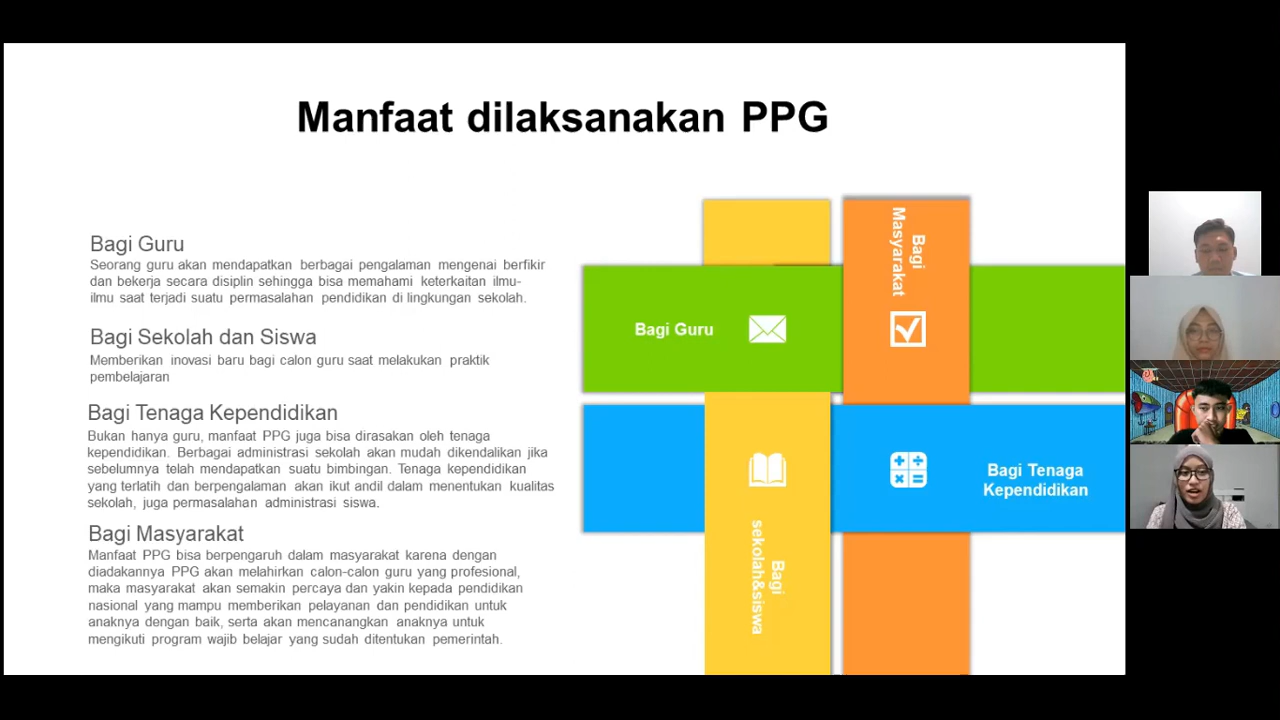 Manfaat dilaksanakan PPG
Bagi Guru
Seorang guru akan mendapatkan berbagai pengalaman mengenai berfikir
dan bekerja secara disiplin sehingga bisa memahami keterkaitan ilmu-
ilmu saat terjadi suatu permasalahan pendidikan di lingkungan sekolah.
Bagi Sekolah dan Siswa
Memberikan inovasi baru bagi calon guru saat melakukan praktik
pembelajaran
Bagi Tenaga Kependidikan
Bukan hanya guru, manfaat PPG juga bisa dirasakan oleh tenaga
kependidikan. Berbagai administrasi sekolah akan mudah dikendalikan jika
sebelumnya telah mendapatkan suatu bimbingan. Tenaga kependidikan
yang terlatih dan berpengalaman akan ikut andil dalam menentukan kualitas
sekolah, juga permasalahan administrasi siswa.
Bagi Masyarakat
Manfaat PPG bisa berpengaruh dalam masyarakat karena dengan
diadakannya PPG akan melahirkan calon-calon guru yang profesional,
maka masyarakat akan semakin percaya dan yakin kepada pendidikan
nasional yang mampu memberikan pelayanan dan pendidikan untuk
anaknya dengan baik, serta akan mencanangkan anaknya untuk
mengikuti program wajib belajar yang sudah ditentukan pemerintah.
Bagi
Masyarakat
Bagi Guru
Bagi Tenaga
Kependidikan
Bagi
sekolah&siswa